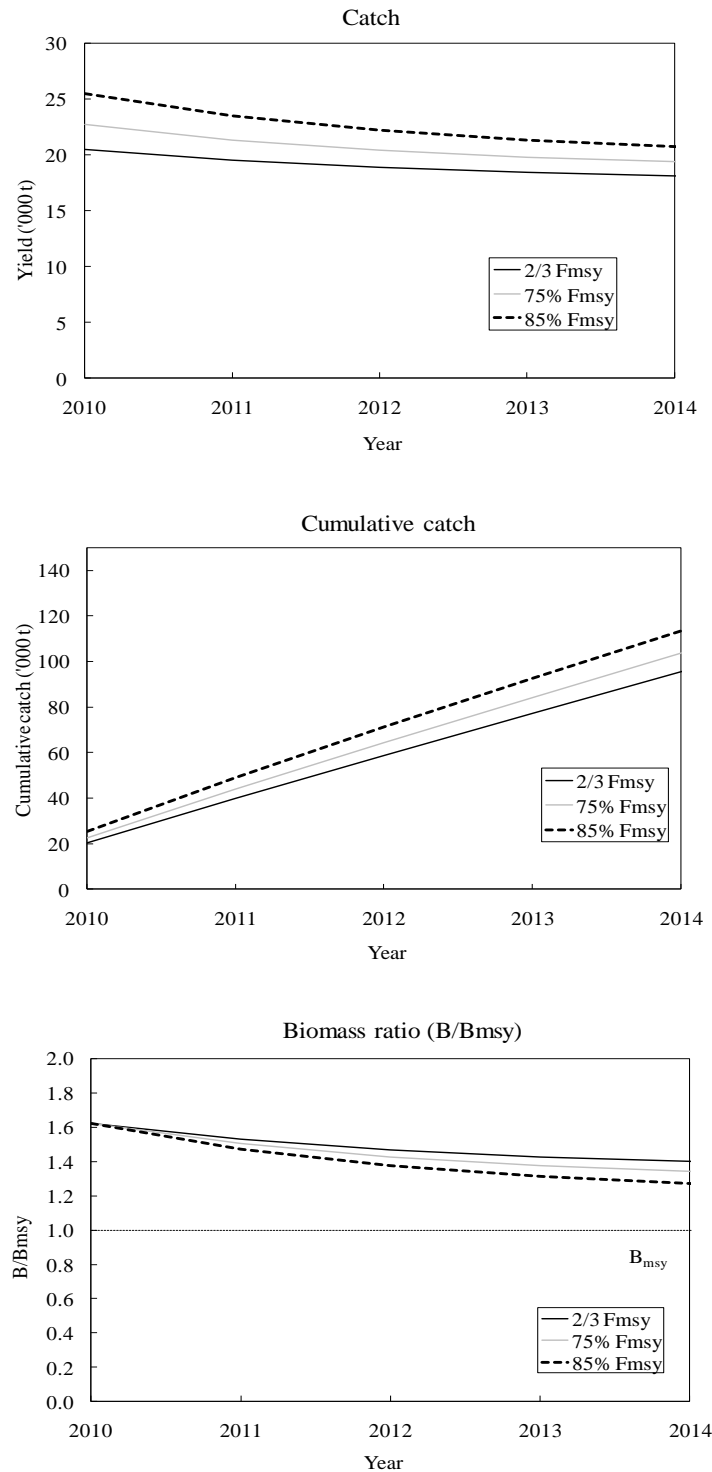 Catch
30
25
20
15
10
5
0
Yield ('000 t)
2/3 Fmsy
75% Fmsy
85% Fmsy
2010 2011 2012 2013 2014
Year
Cumulative catch
140
120
100
80
60
40
20
0
Cumulative catch ('000 t)
2/3 Fmsy
75% Fmsy
85% Fmsy
2010 2011 2012 2013 2014
Year
Biomass ratio (B/Bmsy)
2.0
1.8
1.6
1.4
1.2
1.0
0.8
0.6
0.4
0.2
0.0
B/Bmsy
Bmsy
2/3 Fmsy
75% Fmsy
85% Fmsy
2010 2011 2012 2013 2014
Year